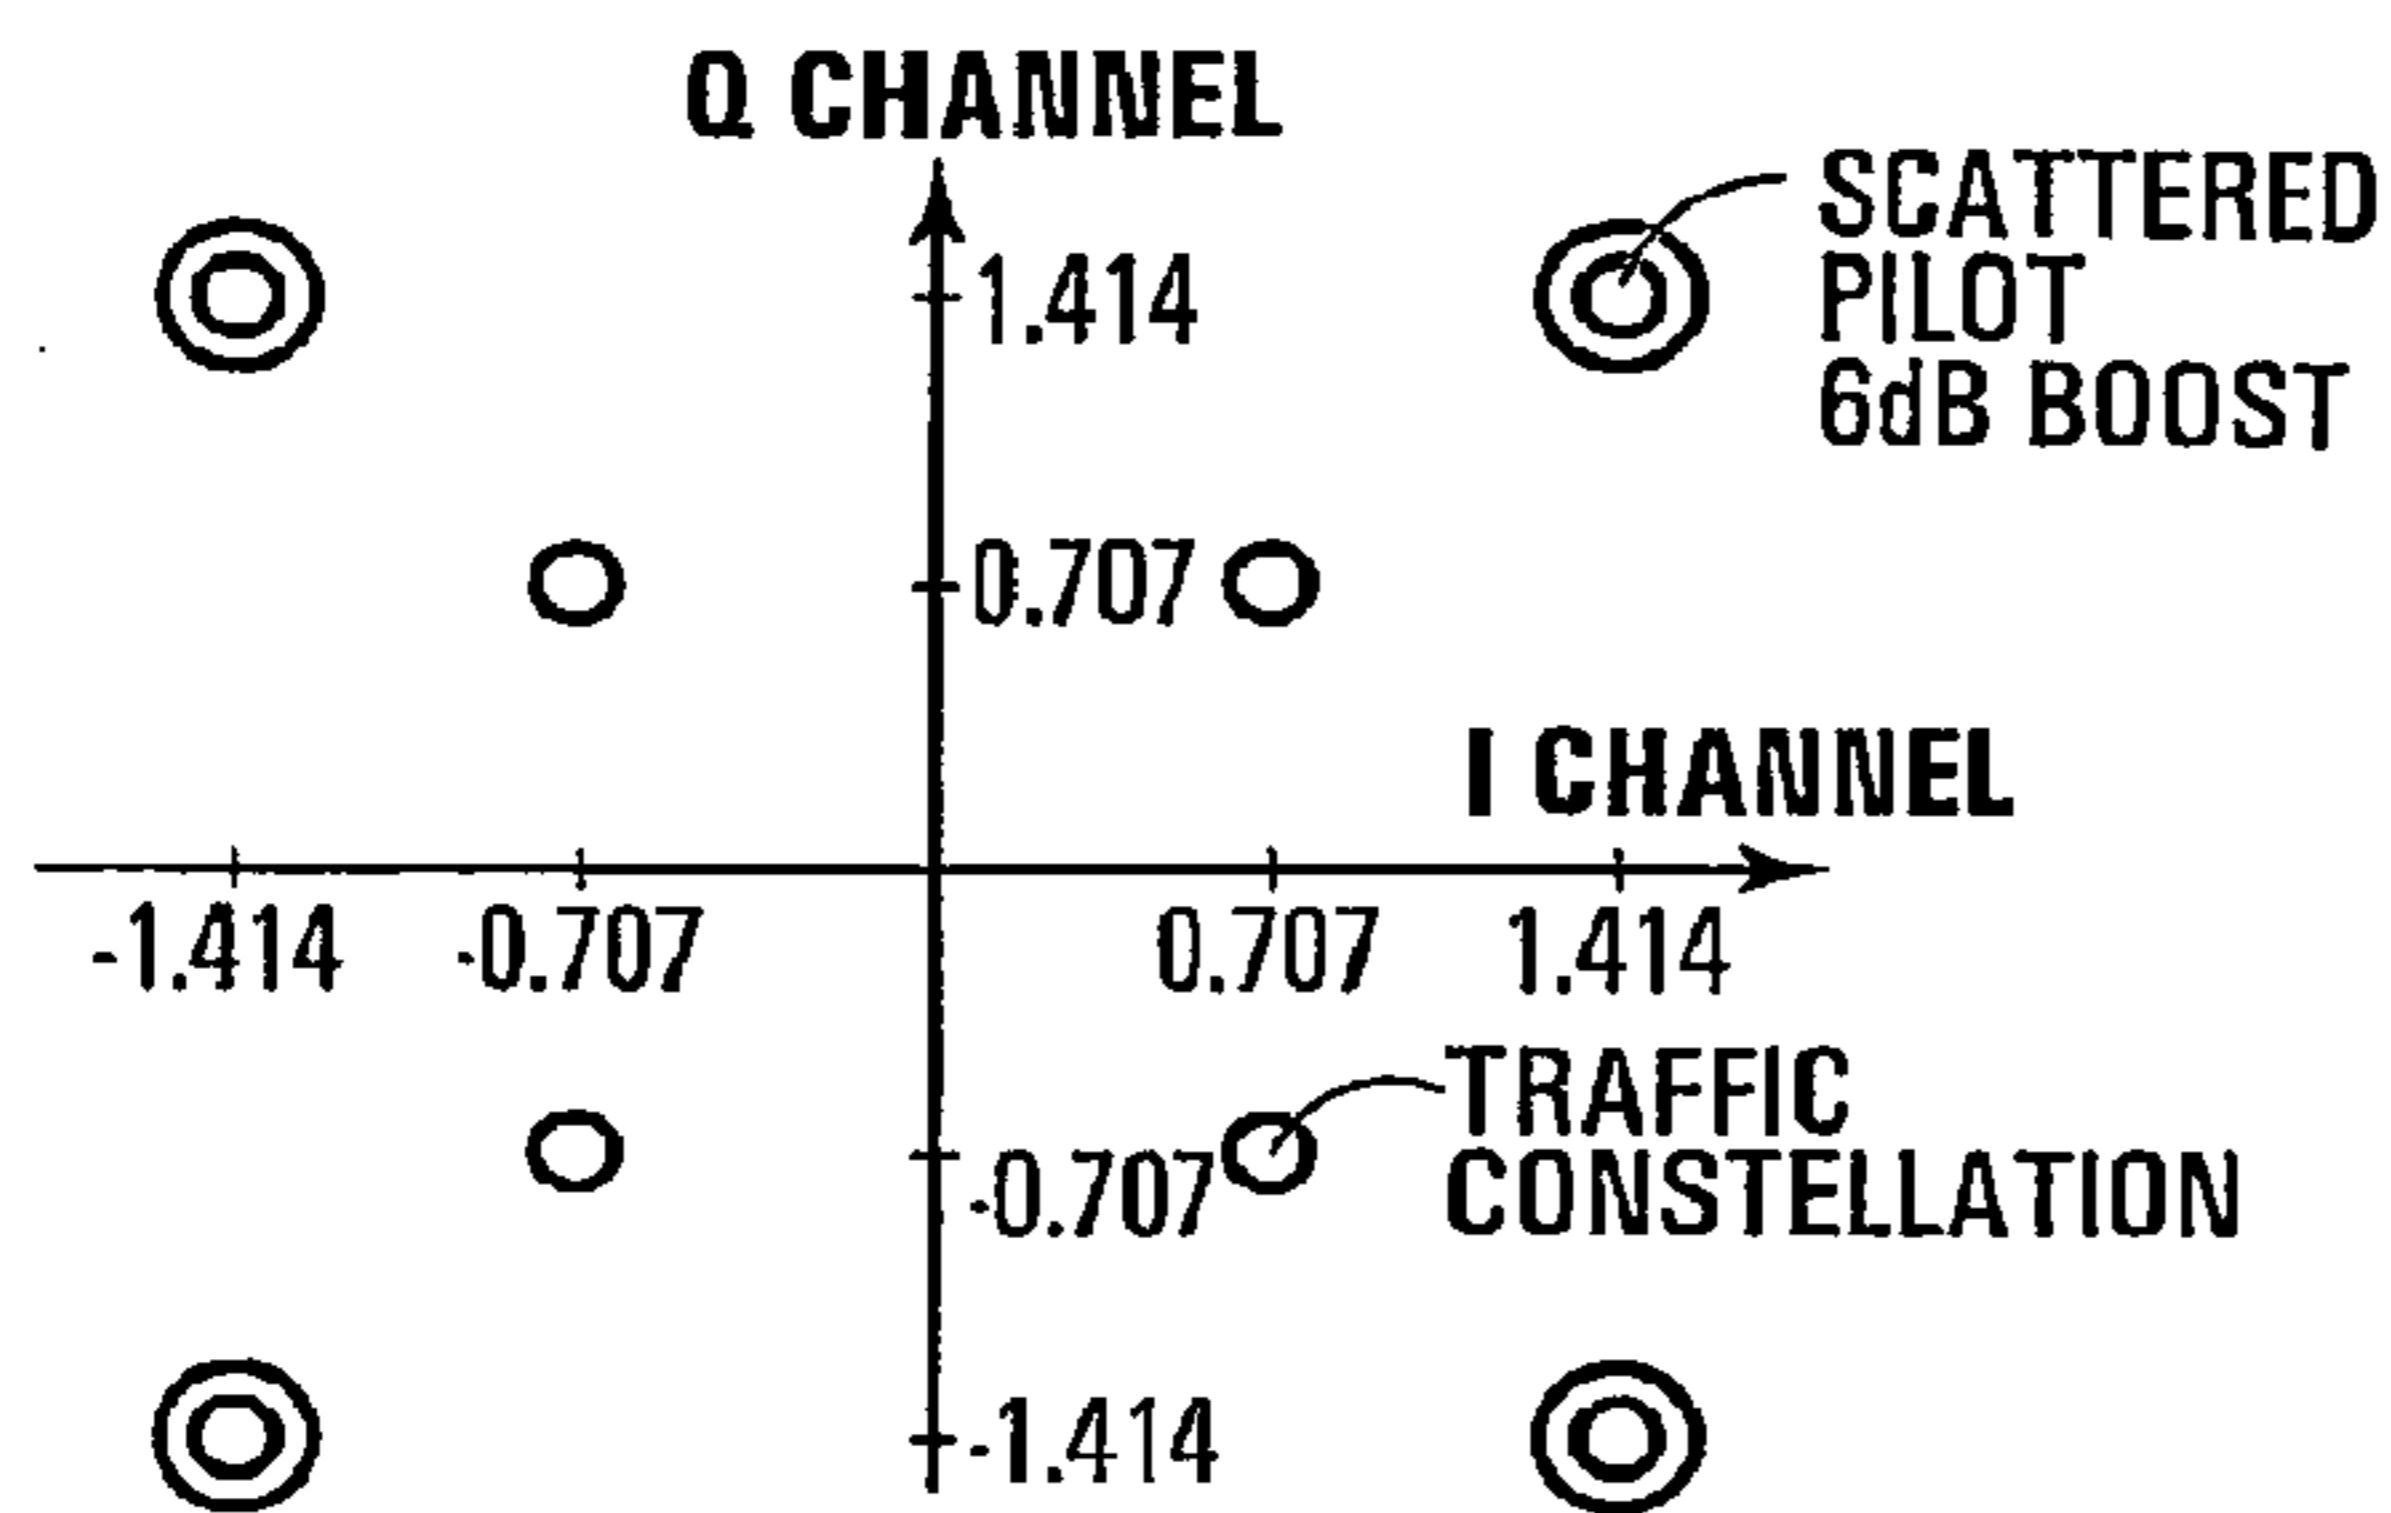 Q CHANNEL
SCATTERED
PILOT
6dB BOOST
1.414
0.707
I CHANNEL
-1.414
-0.707
0.707
1.414
TRAFFIC
CONSTELLATION
-0.707
-1.414